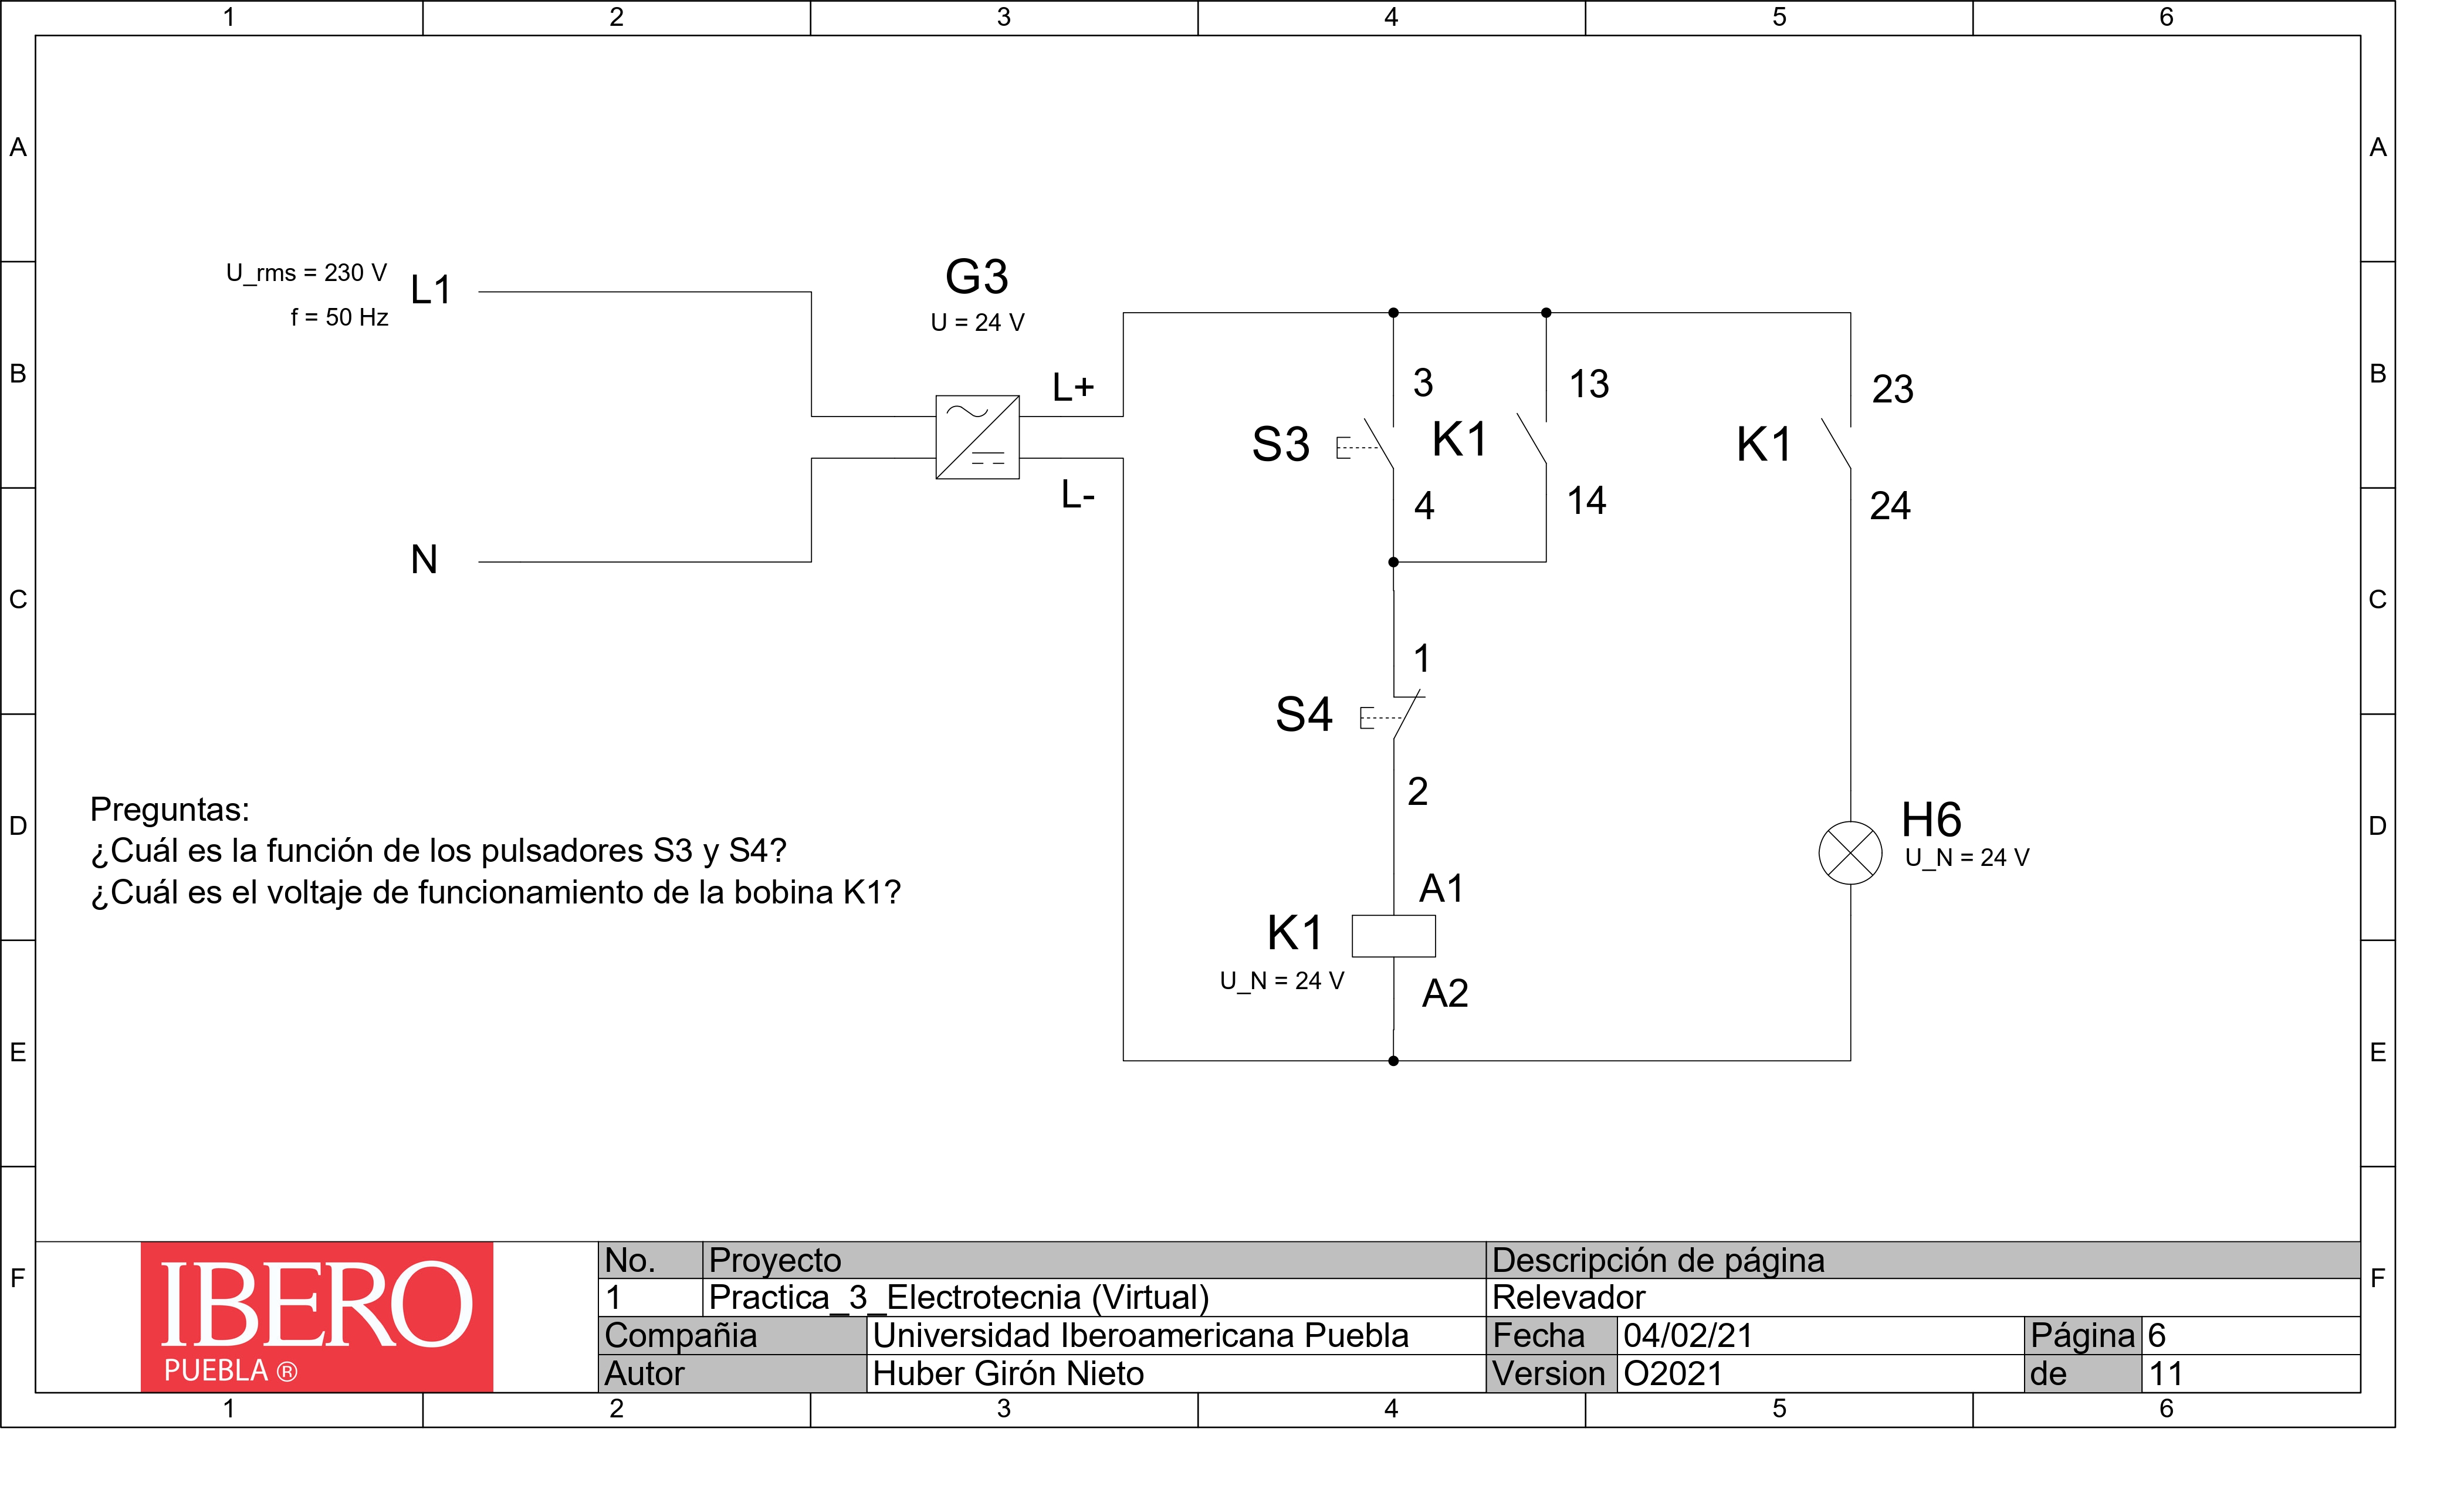 1 2 3 4 5 6
A A
U_rms = 230 V
f = 50 Hz
L1
G3
U = 24 V
L+
L-
N
B B
3
S3
4
13
K1
14
23
K1
24
C C
1
S4
2
D D
Preguntas:
¿Cuál es la función de los pulsadores S3 y S4?
¿Cuál es el voltaje de funcionamiento de la bobina K1?
H6
U_N = 24 V
A1
K1
U_N = 24 V
A2
E E
F F
IBERO
PUEBLA ®
No. Proyecto Descripción de página
1 Practica_3_Electrotecnia (Virtual) Relevador
Compañia Universidad Iberoamericana Puebla Fecha 04/02/21 Página 6
Autor Huber Girón Nieto Version O2021 de 11
1 2 3 4 5 6